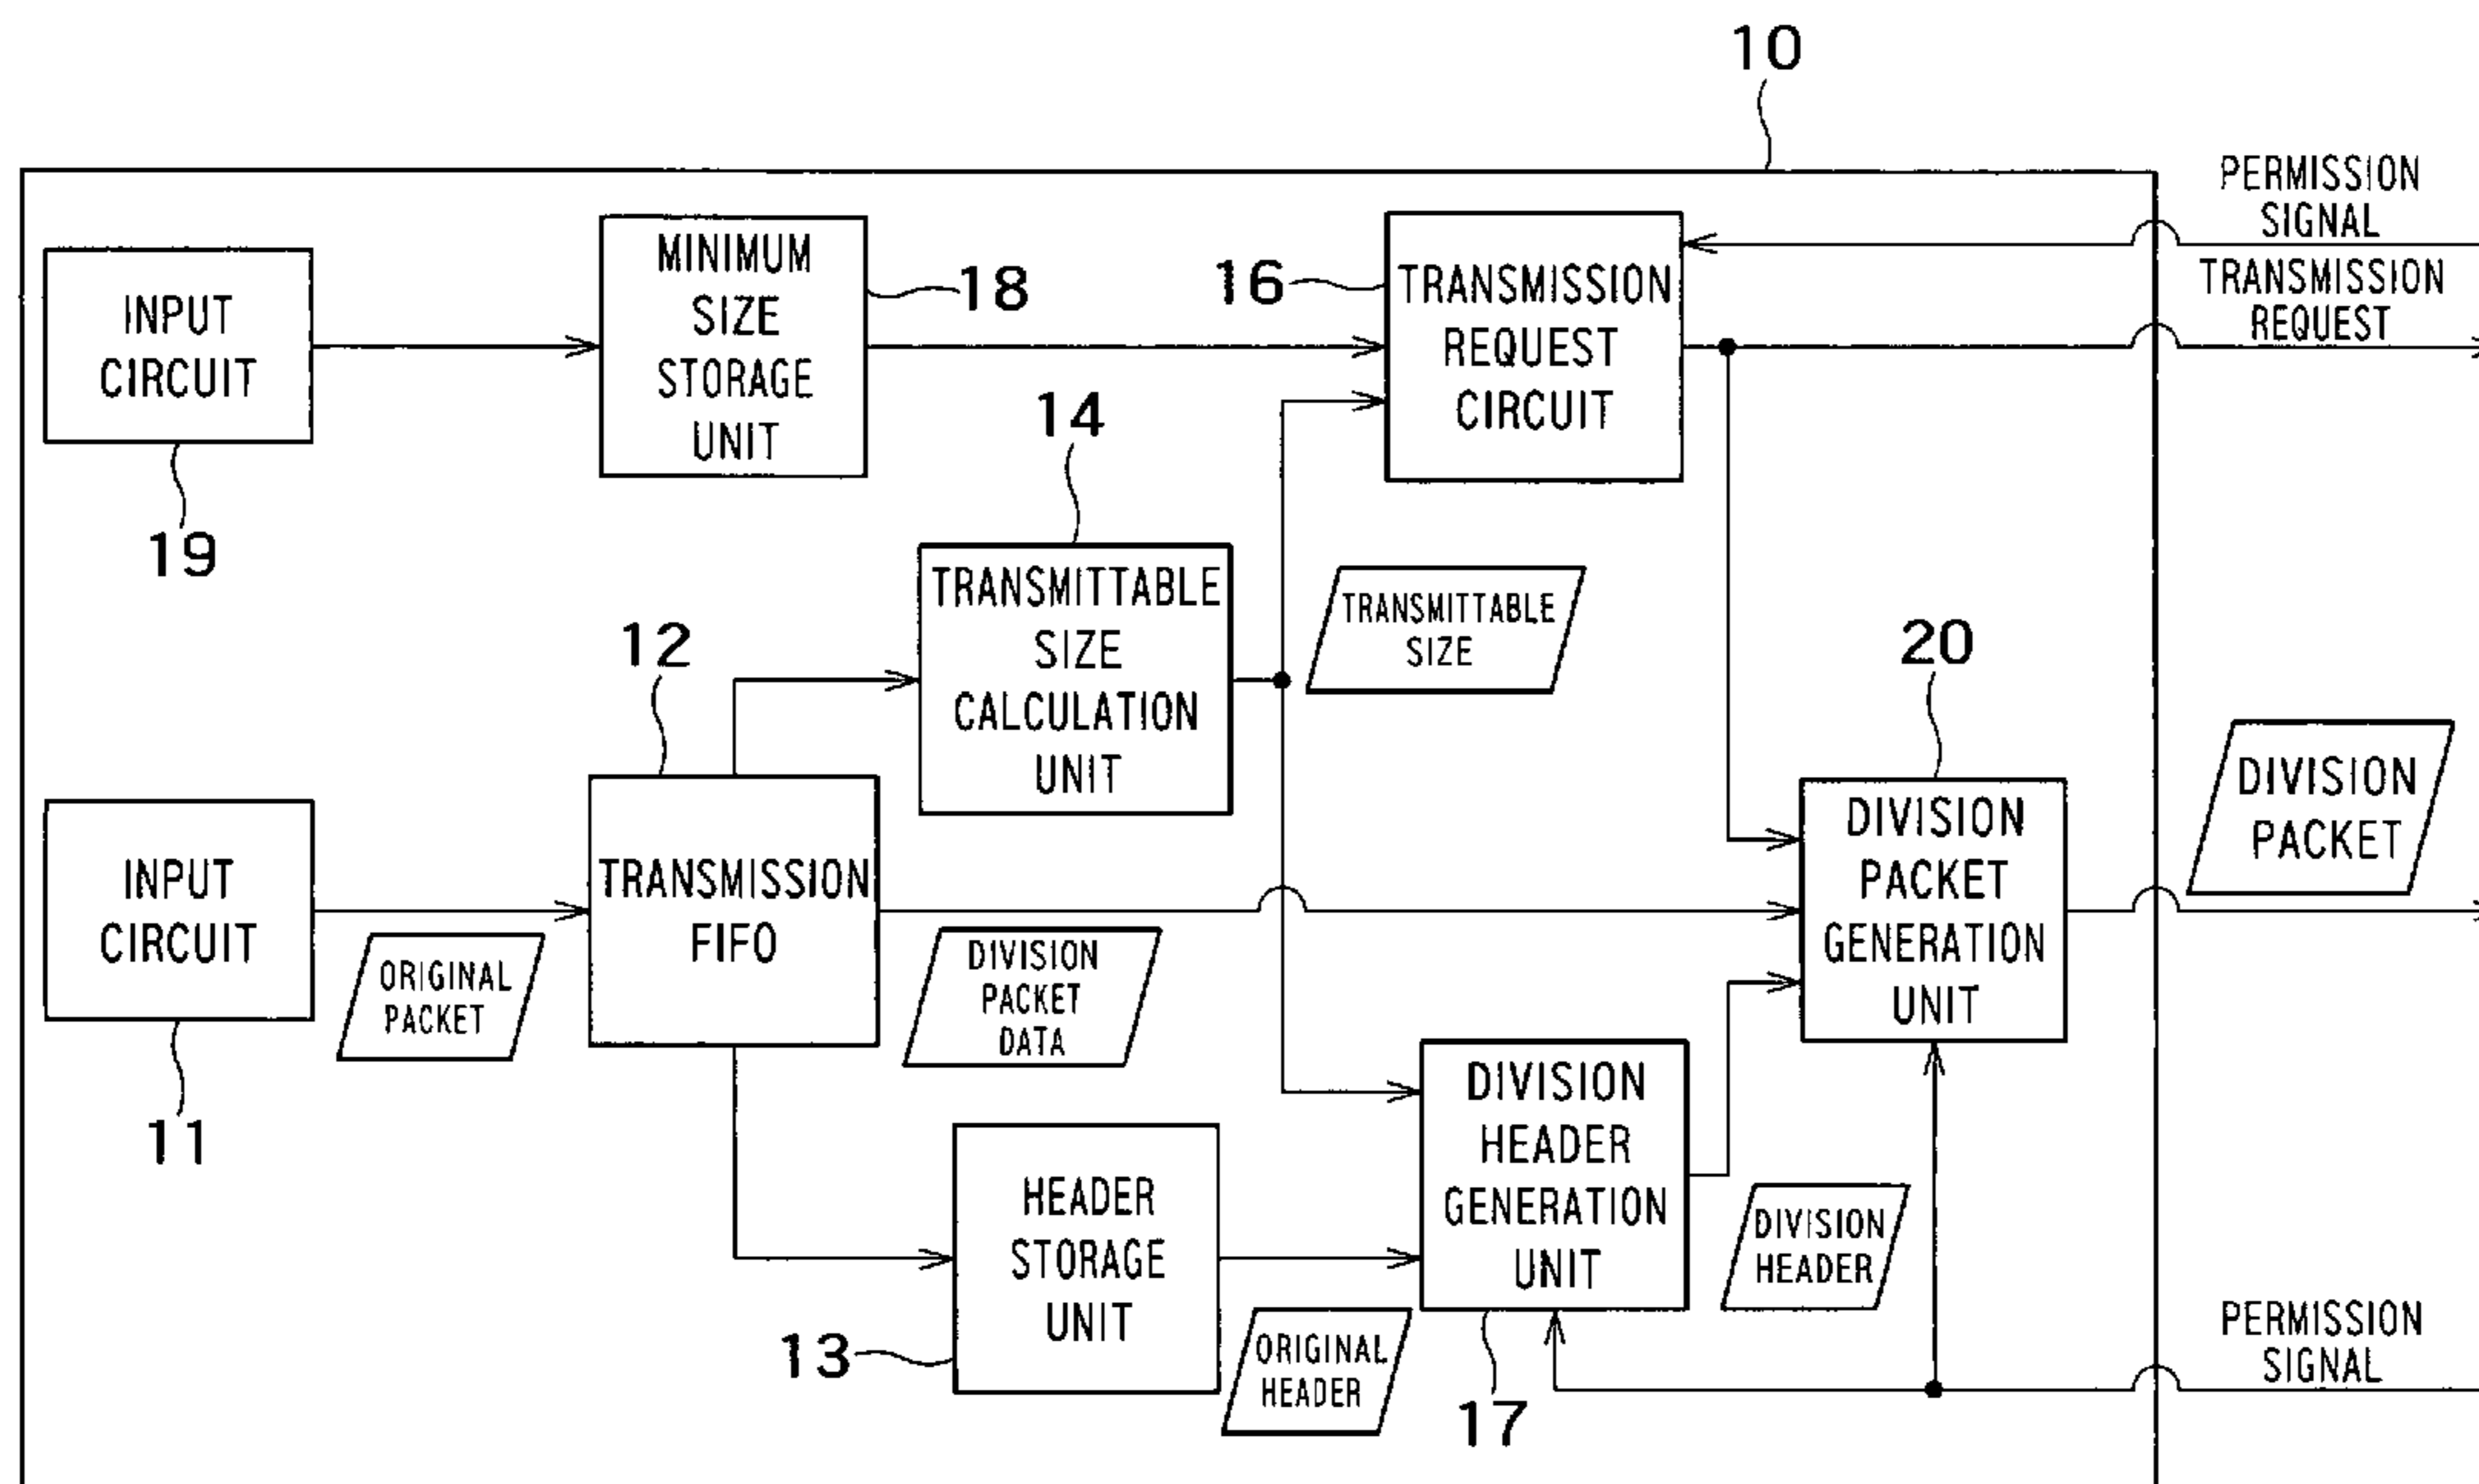 10
PERMISSION
SIGNAL
TRANSMISSION
REQUEST
INPUT
CIRCUIT
19
MINIMUM
SIZE
STORAGE
UNIT
18
16
TRANSMISSION
REQUEST
CIRCUIT
14
TRANSMITTABLE
SIZE
CALCULATION
UNIT
TRANSMITTABLE
SIZE
12
TRANSMISSION
FIFO
INPUT
CIRCUIT
11
ORIGINAL
PACKET
DIVISION
PACKET
DATA
20
DIVISION
PACKET
GENERATION
UNIT
DIVISION
PACKET
HEADER
STORAGE
UNIT
13
ORIGINAL
HEADER
DIVISION
HEADER
GENERATION
UNIT
17
DIVISION
HEADER
PERMISSION
SIGNAL